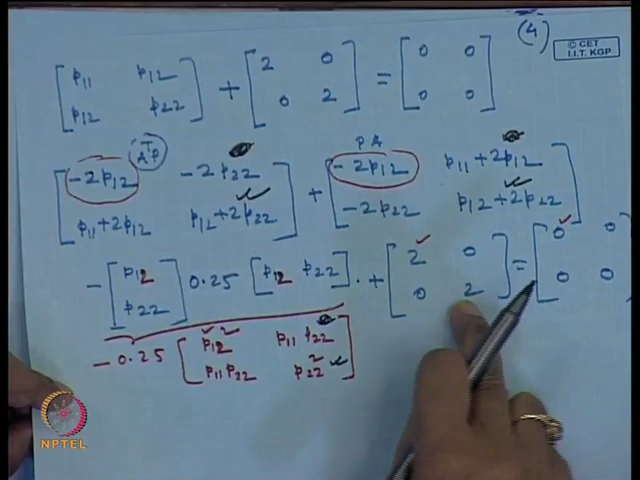 (4)
© CET
I.I.T. KGP
[ p11 p12 ; p12 p22 ] + [ 2 0 ; 0 2 ] = [ 0 0 ; 0 0 ]
AᵀP PA
[ -2p12 -2p22 ; p11+2p12 p12+2p22 ] + [ -2p12 p11+2p12 ; -2p22 p12+2p22 ]
- [ p12 ; p22 ] 0.25 [ p12 p22 ] . + [ 2 0 ; 0 2 ] = [ 0 0 ; 0 0
-0.25 [ p12² p11 p22 ; p11p22 p22² ]
NPTEL